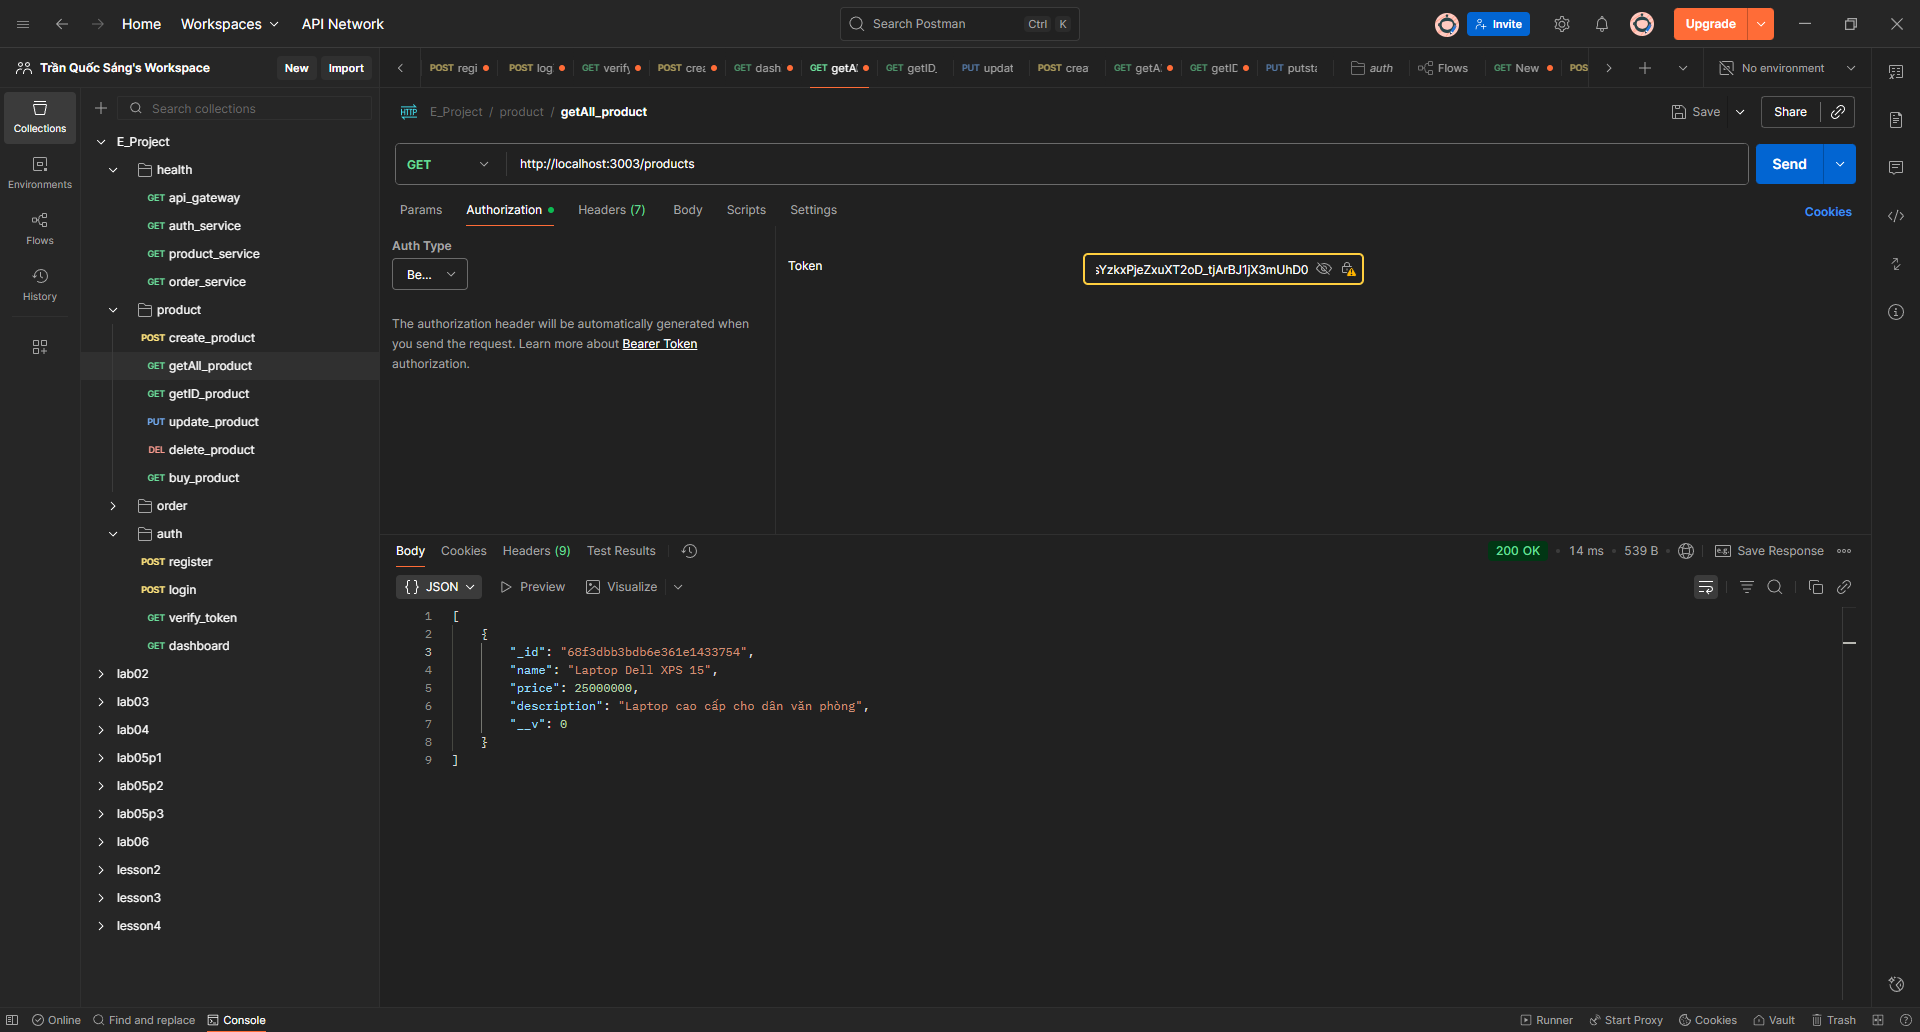 Home Workspaces API Network
Search Postman Ctrl K
Invite Upgrade
Trần Quốc Sáng's Workspace New Import
POST regi POST log GET verify POST crea GET dash GET getA GET getID_ PUT updat POST crea GET getA GET getID PUT putsta auth Flows GET New POS
No environment
Collections
Environments
Flows
History
Search collections
E_Project
health
GET api_gateway
GET auth_service
GET product_service
GET order_service
product
POST create_product
GET getAll_product
GET getID_product
PUT update_product
DEL delete_product
GET buy_product
order
auth
POST register
POST login
GET verify_token
GET dashboard
lab02
lab03
lab04
lab05p1
lab05p2
lab05p3
lab06
lesson2
lesson3
lesson4
HTTP E_Project / product / getAll_product
Save Share
GET http://localhost:3003/products Send
Params Authorization Headers (7) Body Scripts Settings Cookies
Auth Type
Be...
The authorization header will be automatically generated when
you send the request. Learn more about Bearer Token
authorization.
Token sYzkxPjeZxuXT2oD_tjArBJ1jX3mUhD0
Body Cookies Headers (9) Test Results
200 OK • 14 ms • 539 B e.g. Save Response
{} JSON Preview Visualize
1 [
2 {
3 "_id": "68f3dbb3bdb6e361e1433754",
4 "name": "Laptop Dell XPS 15",
5 "price": 25000000,
6 "description": "Laptop cao cấp cho dân văn phòng",
7 "__v": 0
8 }
9 ]
Online Find and replace Console
Runner Start Proxy Cookies Vault Trash